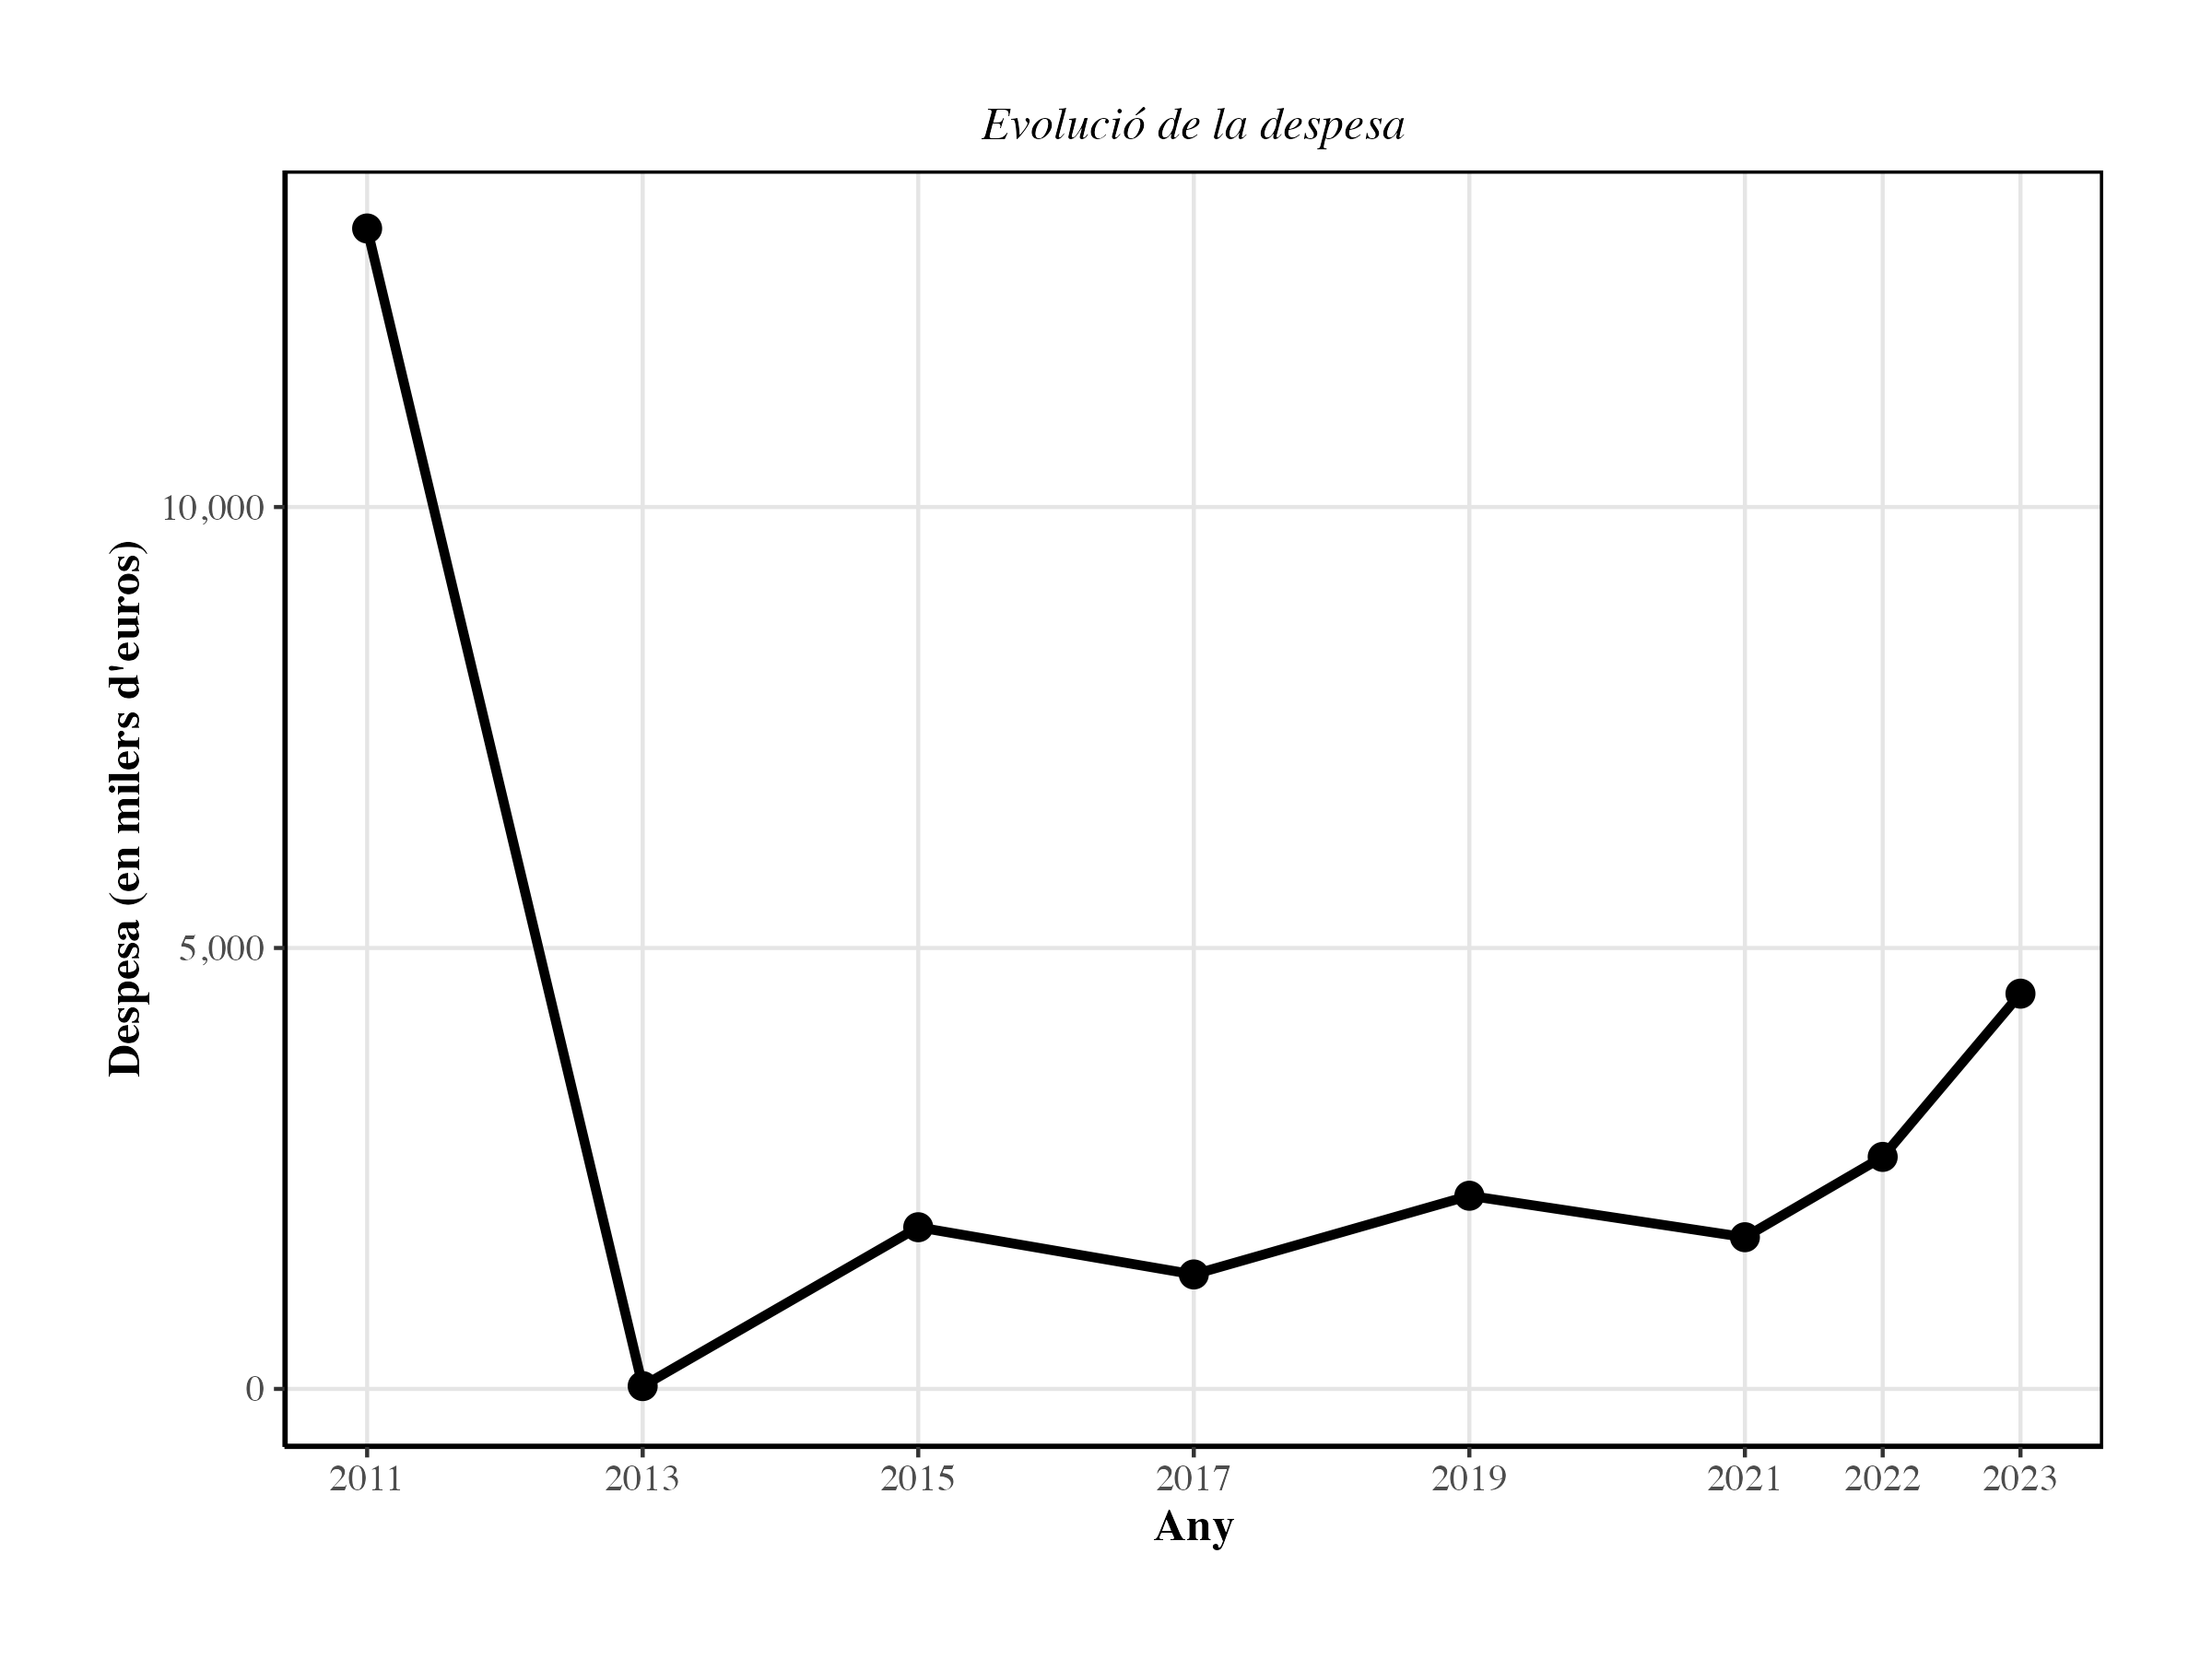 Evolució de la despesa
Despesa (en milers d'euros)
10,000
5,000
0
2011 2013 2015 2017 2019 2021 2022 2023
Any